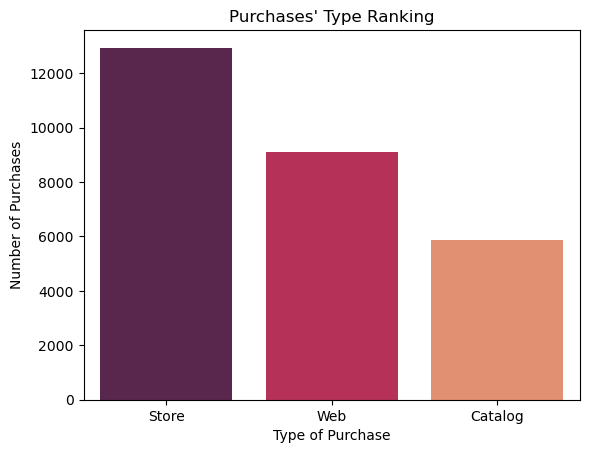 Purchases' Type Ranking
Number of Purchases
12000
10000
8000
6000
4000
2000
0
Store Web Catalog
Type of Purchase